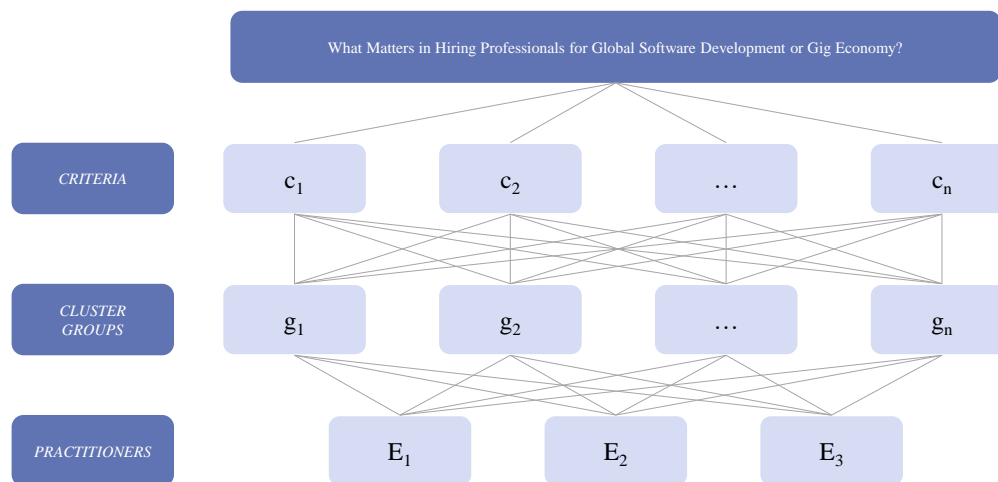 What Matters in Hiring Professionals for Global Software Development or Gig Economy?
CRITERIA
c₁
c₂
…
cₙ
CLUSTER
GROUPS
g₁
g₂
…
gₙ
PRACTITIONERS
E₁
E₂
E₃